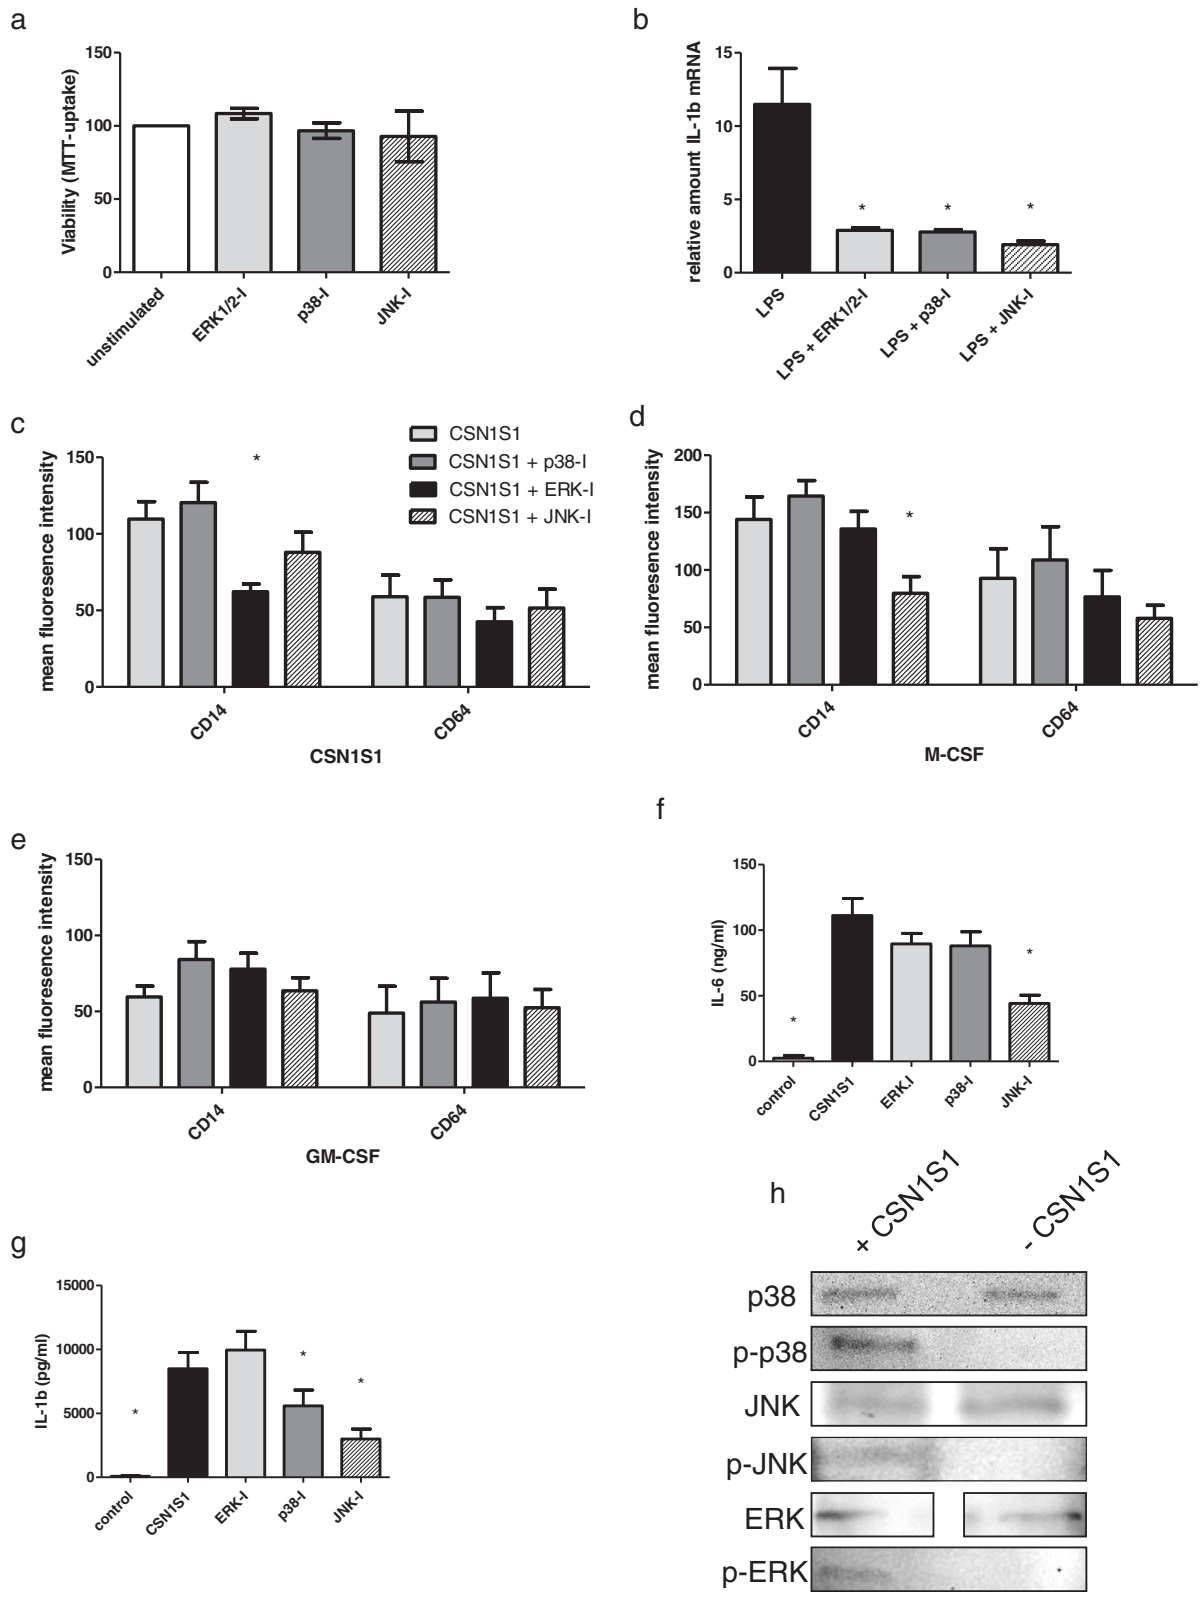 a
150
100
50
0
Viability (MTT-uptake)
unstimulated
ERK1/2-I
p38-I
JNK-I
b
15
10
5
0
relative amount IL-1b mRNA
*
*
*
LPS
LPS + ERK1/2-I
LPS + p38-I
LPS + JNK-I
c
150
100
50
0
mean fluoresence intensity
*
CSN1S1
CSN1S1 + p38-I
CSN1S1 + ERK-I
CSN1S1 + JNK-I
CD14
CD64
CSN1S1
d
200
150
100
50
0
mean fluoresence intensity
*
CD14
CD64
M-CSF
e
150
100
50
0
mean fluoresence intensity
CD14
CD64
GM-CSF
f
150
100
50
0
IL-6 (ng/ml)
*
*
control
CSN1S1
ERK.I
p38-I
JNK-I
g
15000
10000
5000
0
IL-1b (pg/ml)
*
*
*
control
CSN1S1
ERK-I
p38-I
JNK-I
h
+ CSN1S1
- CSN1S1
p38
p-p38
JNK
p-JNK
ERK
p-ERK